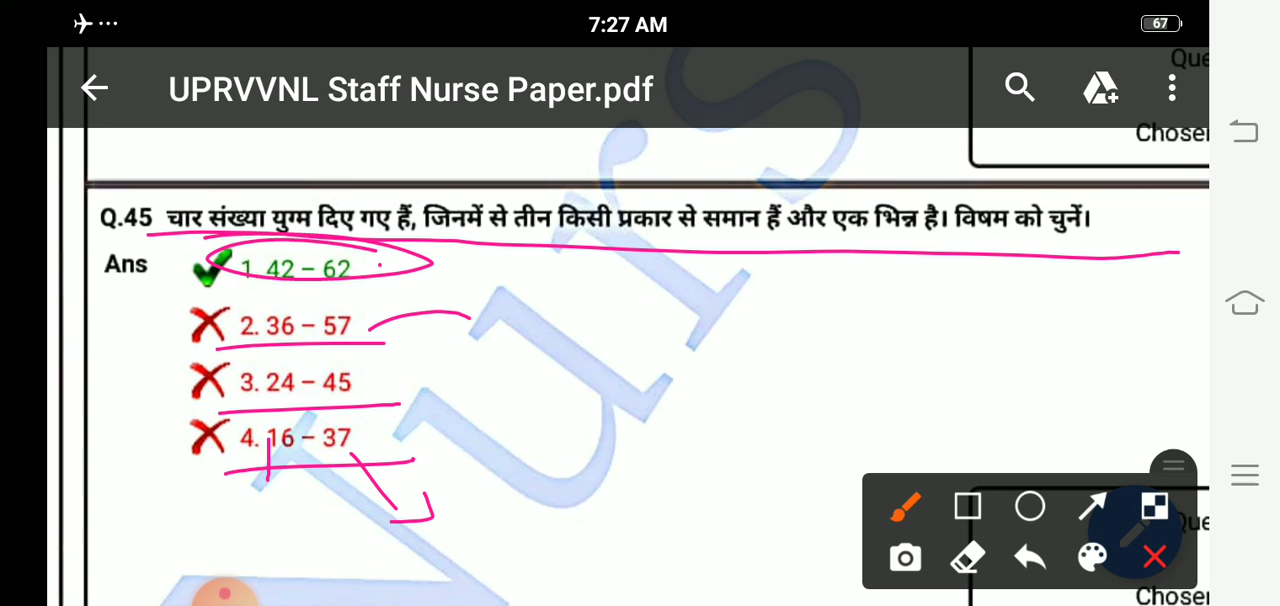 7:27 AM
67
UPRVVNL Staff Nurse Paper.pdf
Que
Chosen
Q.45 चार संख्या युग्म दिए गए हैं, जिनमें से तीन किसी प्रकार से समान हैं और एक भिन्न है। विषम को चुनें।
Ans
1. 42 – 62
2. 36 – 57
3. 24 – 45
4. 16 – 37
Nurs
Que
Chosen